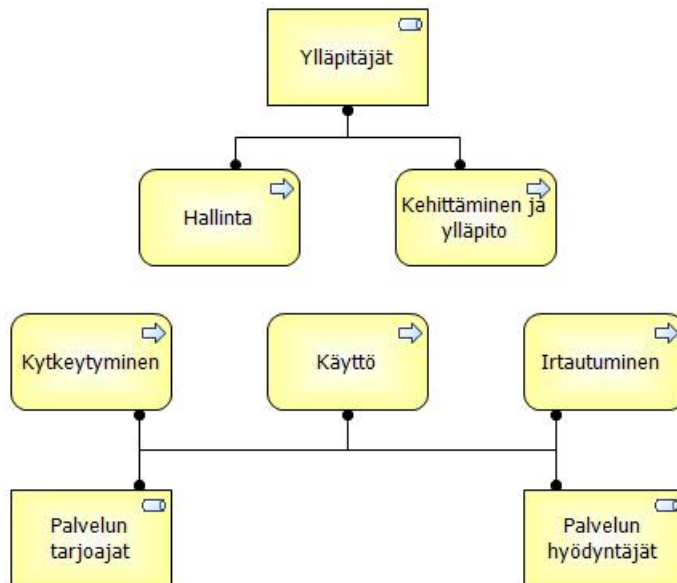 Ylläpitäjät
Hallinta
Kehittäminen ja
ylläpito
Kytkeytyminen
Käyttö
Irtautuminen
Palvelun
tarjoajat
Palvelun
hyödyntäjät